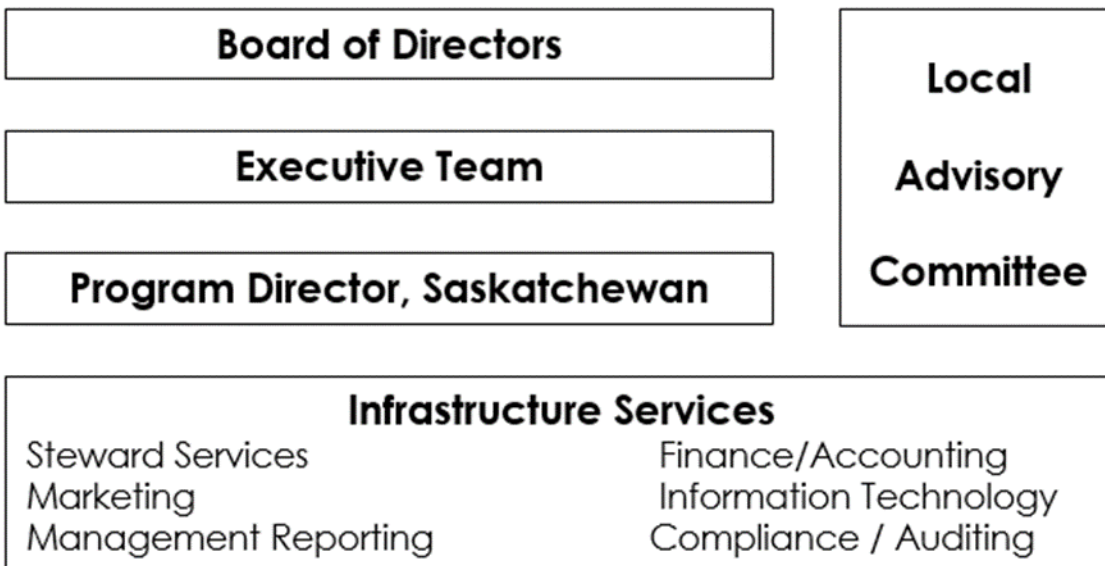 Board of Directors
Executive Team
Program Director, Saskatchewan
Local
Advisory
Committee
Infrastructure Services
Steward Services
Marketing
Management Reporting
Finance/Accounting
Information Technology
Compliance / Auditing